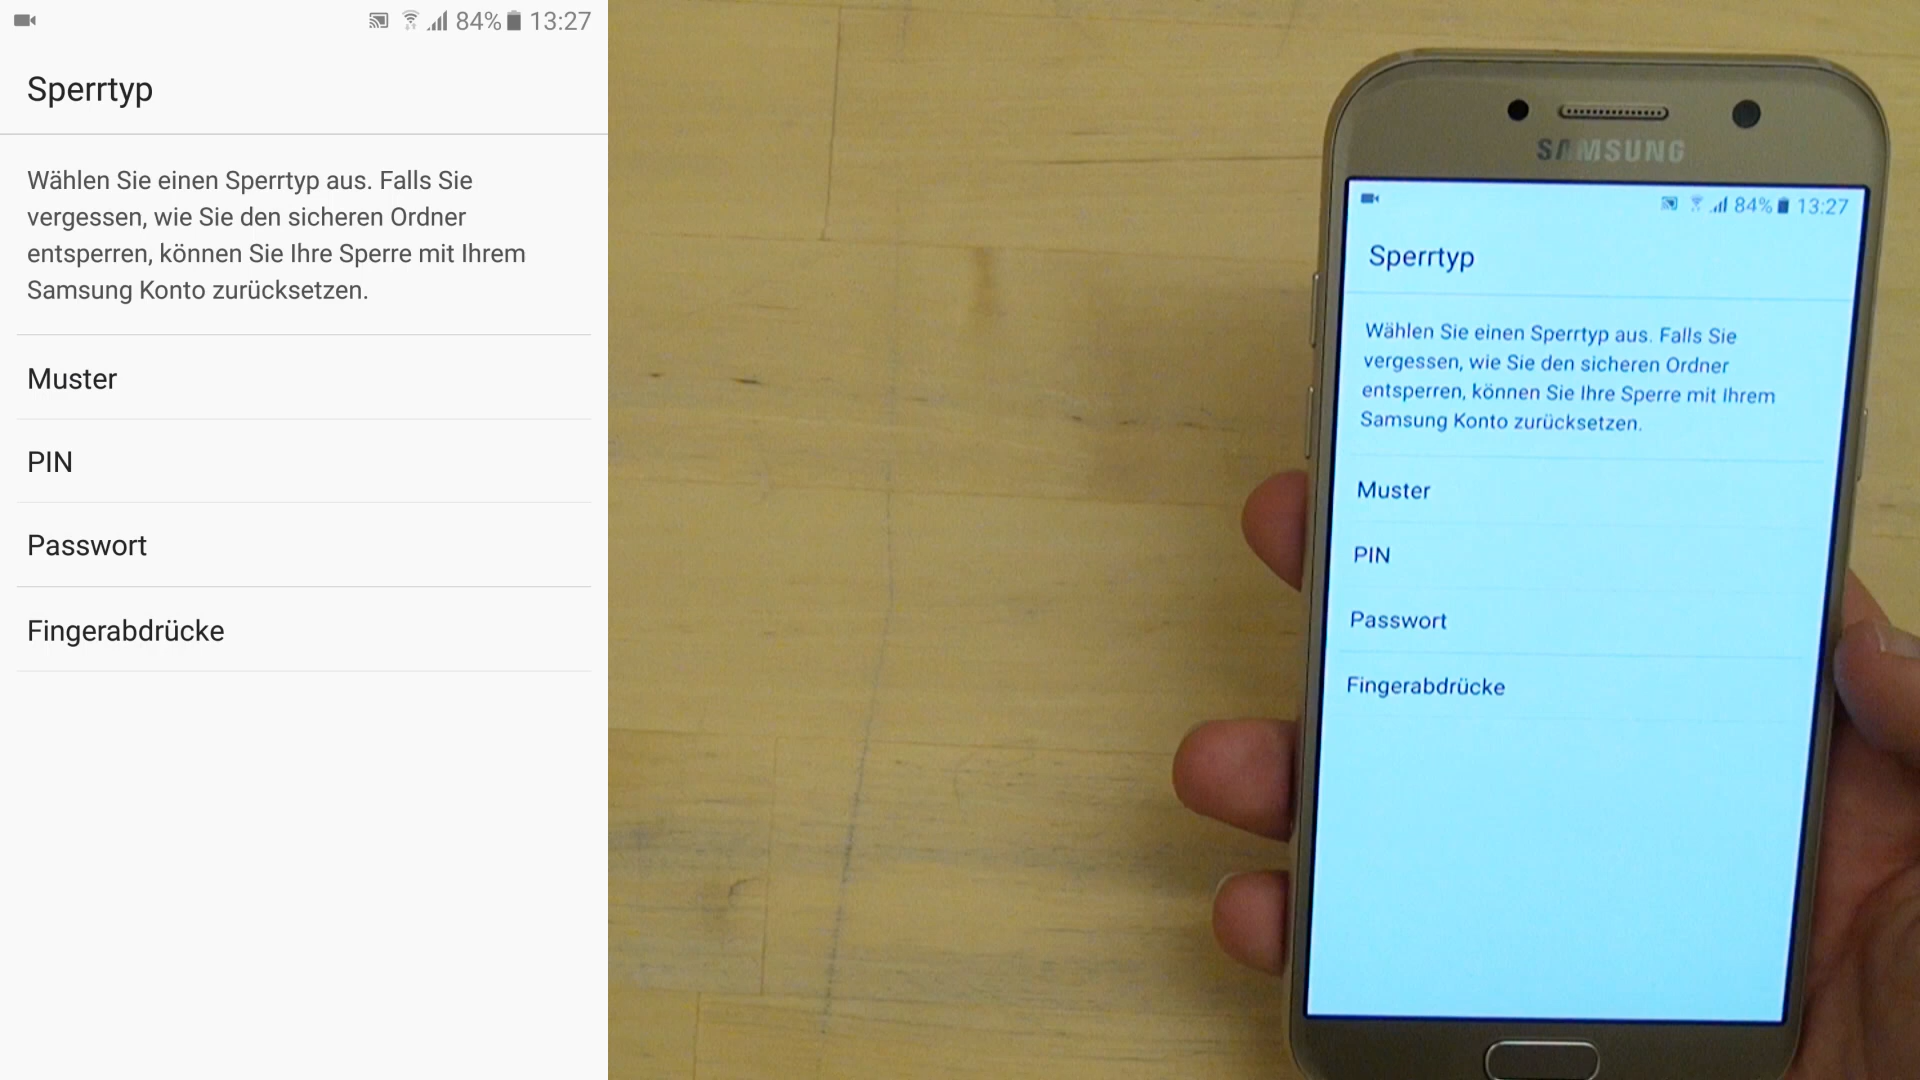 84% 13:27
Sperrtyp
Wählen Sie einen Sperrtyp aus. Falls Sie
vergessen, wie Sie den sicheren Ordner
entsperren, können Sie Ihre Sperre mit Ihrem
Samsung Konto zurücksetzen.
Muster
PIN
Passwort
Fingerabdrücke
SAMSUNG
84% 13:27
Sperrtyp
Wählen Sie einen Sperrtyp aus. Falls Sie
vergessen, wie Sie den sicheren Ordner
entsperren, können Sie Ihre Sperre mit Ihrem
Samsung Konto zurücksetzen.
Muster
PIN
Passwort
Fingerabdrücke